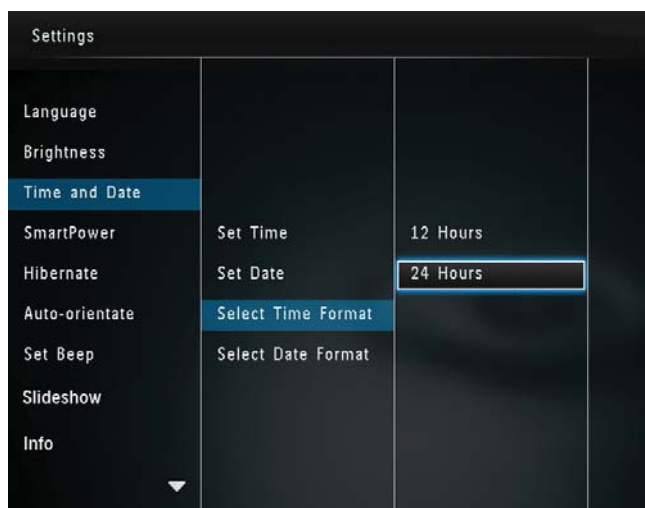 Settings
Language
Brightness
Time and Date
SmartPower
Hibernate
Auto-orientate
Set Beep
Slideshow
Info
Set Time
Set Date
Select Time Format
Select Date Format
12 Hours
24 Hours